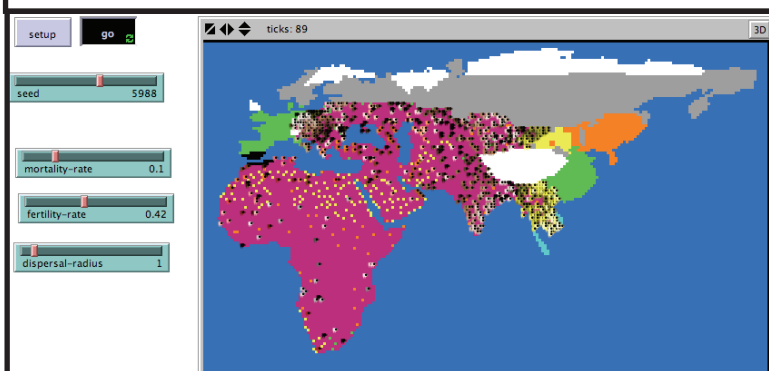 setup go
ticks: 89
3D
seed 5988
mortality-rate 0.1
fertility-rate 0.42
dispersal-radius 1